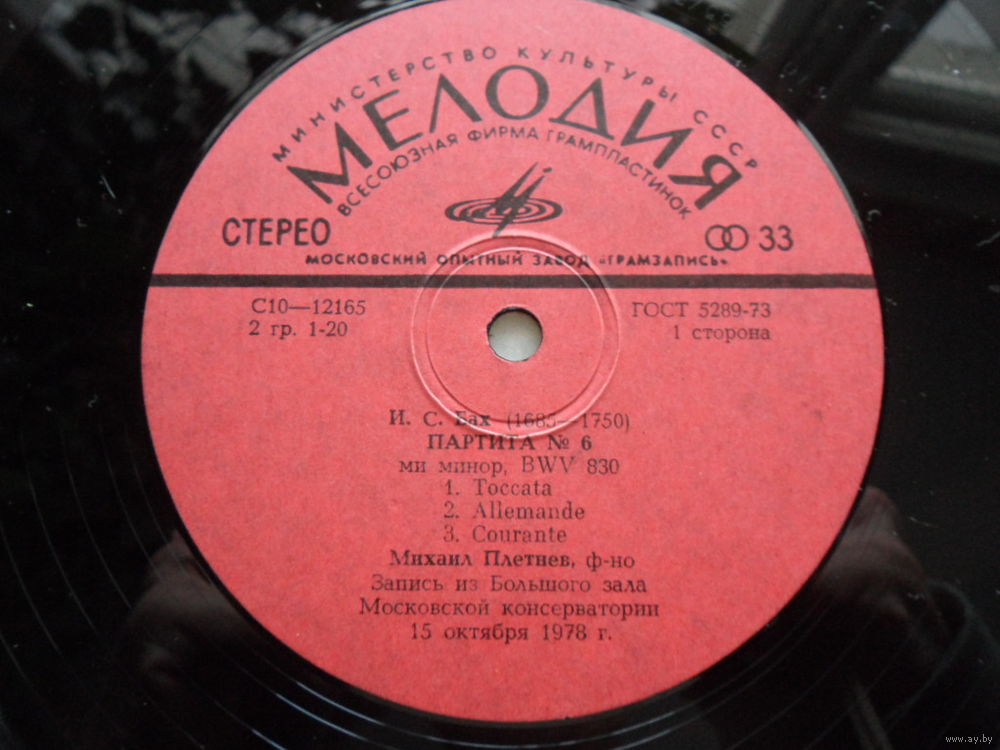 МИНИСТЕРСТВО КУЛЬТУРЫ СССР
МЕЛОДИЯ
ВСЕСОЮЗНАЯ ФИРМА ГРАМПЛАСТИНОК
СТЕРЕО
33
МОСКОВСКИЙ ОПЫТНЫЙ ЗАВОД «ГРАМЗАПИСЬ»
С10—12165
ГОСТ 5289-73
2 гр. 1-20
1 сторона
И. С. Бах (1685—1750)
ПАРТИТА № 6
ми минор, BWV 830
1. Toccata
2. Allemande
3. Courante
Михаил Плетнев, ф-но
Запись из Большого зала
Московской консерватории
15 октября 1978 г.
www.ay.by